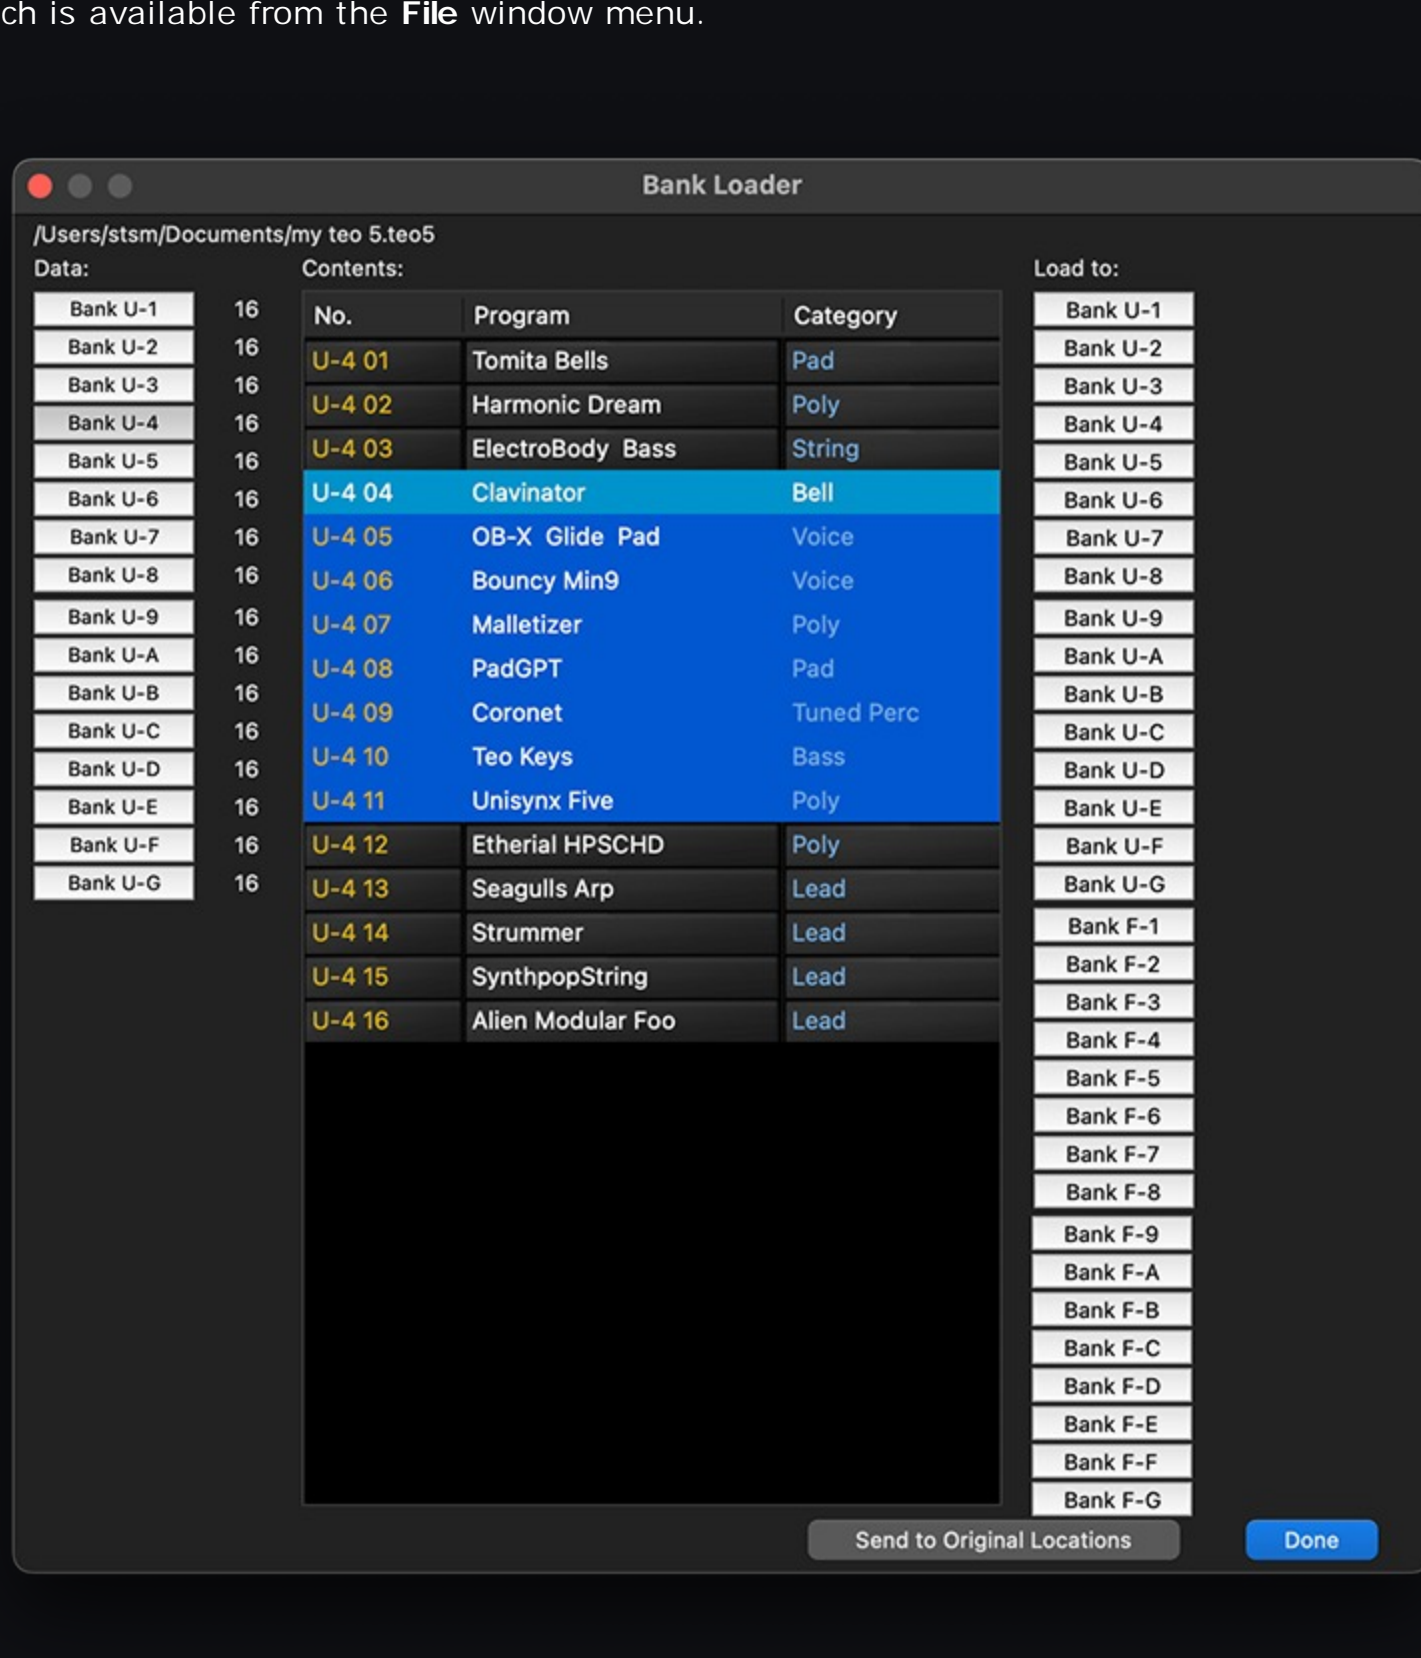 ch is available from the File window menu.
Bank Loader
/Users/stsm/Documents/my teo 5.teo5
Data:
Bank U-1 16
Bank U-2 16
Bank U-3 16
Bank U-4 16
Bank U-5 16
Bank U-6 16
Bank U-7 16
Bank U-8 16
Bank U-9 16
Bank U-A 16
Bank U-B 16
Bank U-C 16
Bank U-D 16
Bank U-E 16
Bank U-F 16
Bank U-G 16
Contents:
No. Program Category
U-4 01 Tomita Bells Pad
U-4 02 Harmonic Dream Poly
U-4 03 ElectroBody Bass String
U-4 04 Clavinator Bell
U-4 05 OB-X Glide Pad Voice
U-4 06 Bouncy Min9 Voice
U-4 07 Malletizer Poly
U-4 08 PadGPT Pad
U-4 09 Coronet Tuned Perc
U-4 10 Teo Keys Bass
U-4 11 Unisynx Five Poly
U-4 12 Etherial HPSCHD Poly
U-4 13 Seagulls Arp Lead
U-4 14 Strummer Lead
U-4 15 SynthpopString Lead
U-4 16 Alien Modular Foo Lead
Load to:
Bank U-1
Bank U-2
Bank U-3
Bank U-4
Bank U-5
Bank U-6
Bank U-7
Bank U-8
Bank U-9
Bank U-A
Bank U-B
Bank U-C
Bank U-D
Bank U-E
Bank U-F
Bank U-G
Bank F-1
Bank F-2
Bank F-3
Bank F-4
Bank F-5
Bank F-6
Bank F-7
Bank F-8
Bank F-9
Bank F-A
Bank F-B
Bank F-C
Bank F-D
Bank F-E
Bank F-F
Bank F-G
Send to Original Locations
Done